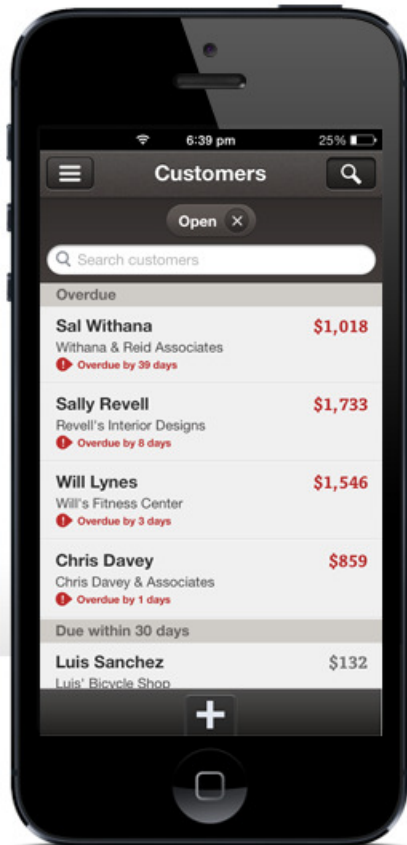 6:39 pm
25%
Customers
Open
Search customers
Overdue
Sal Withana
$1,018
Withana & Reid Associates
Overdue by 39 days
Sally Revell
$1,733
Revell's Interior Designs
Overdue by 8 days
Will Lynes
$1,546
Will's Fitness Center
Overdue by 3 days
Chris Davey
$859
Chris Davey & Associates
Overdue by 1 days
Due within 30 days
Luis Sanchez
$132
Luis' Bicycle Shop